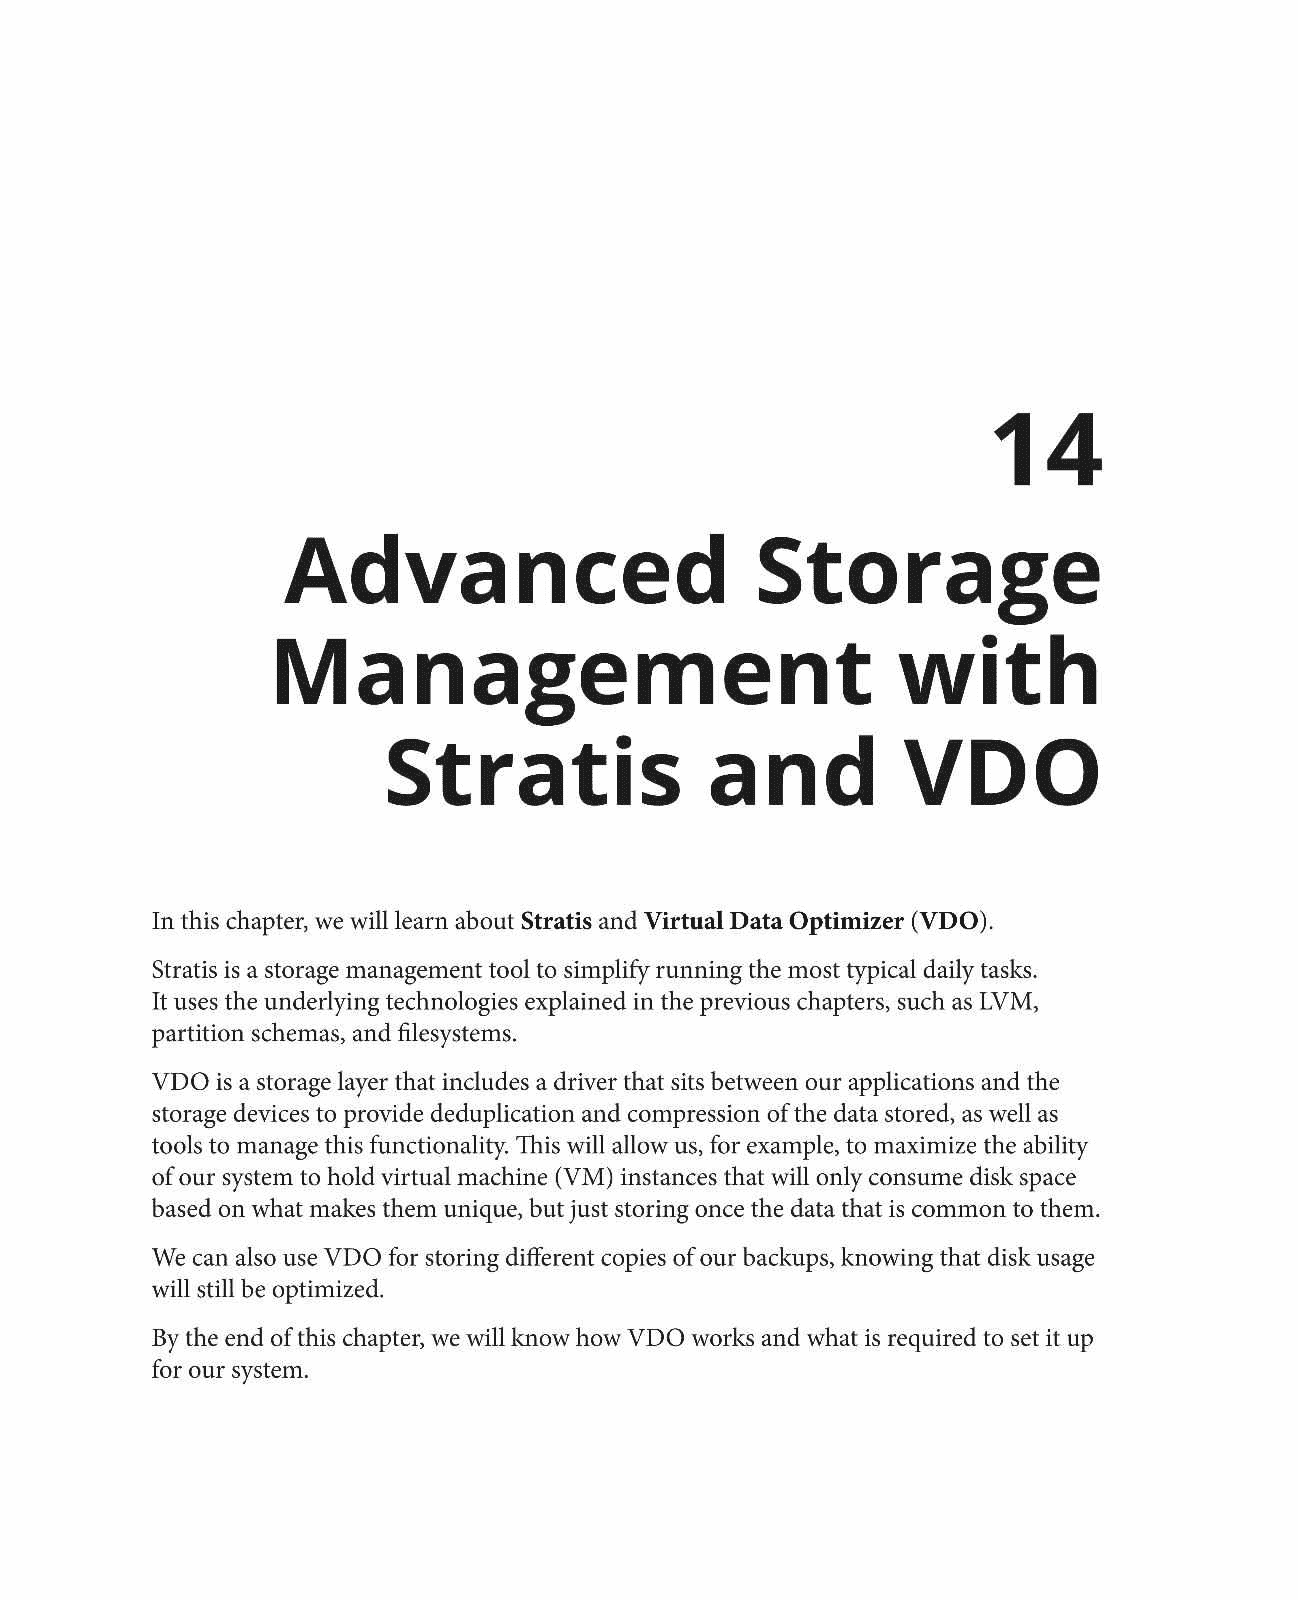 14
Advanced Storage
Management with
Stratis and VDO
In this chapter, we will learn about Stratis and Virtual Data Optimizer (VDO).
Stratis is a storage management tool to simplify running the most typical daily tasks.
It uses the underlying technologies explained in the previous chapters, such as LVM,
partition schemas, and filesystems.
VDO is a storage layer that includes a driver that sits between our applications and the
storage devices to provide deduplication and compression of the data stored, as well as
tools to manage this functionality. This will allow us, for example, to maximize the ability
of our system to hold virtual machine (VM) instances that will only consume disk space
based on what makes them unique, but just storing once the data that is common to them.
We can also use VDO for storing different copies of our backups, knowing that disk usage
will still be optimized.
By the end of this chapter, we will know how VDO works and what is required to set it up
for our system.